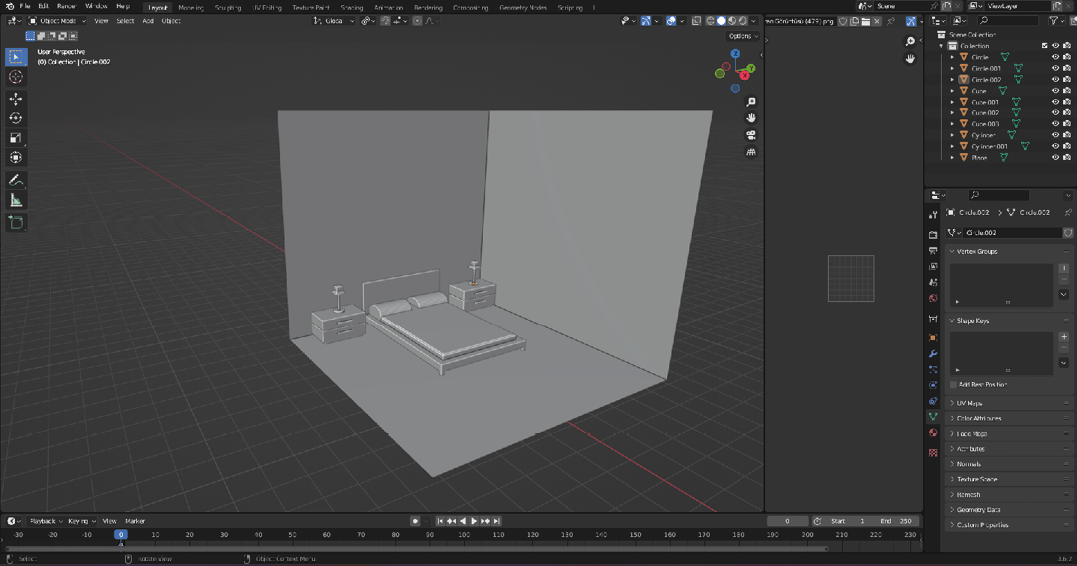 File Edit Render Window Help Layout Modeling Sculpting UV Editing Texture Paint Shading Animation Rendering Compositing Geometry Nodes Scripting Scene ViewLayer
Object Mode View Select Add Object Global Görüntüsü (479).png
Options
User Perspective
(0) Collection | Circle.002
Z
Y
X
Scene Collection
Collection
Circle
Circle.001
Circle.002
Cube
Cube.001
Cube.002
Cube.003
Cylinder
Cylinder.001
Plane
Circle.002 > Circle.002
Circle.002
Vertex Groups
Shape Keys
Add Rest Position
UV Maps
Color Attributes
Face Maps
Attributes
Normals
Texture Space
Remesh
Geometry Data
Custom Properties
Playback Keying View Marker 0 Start 1 End 250
-30 -20 -10 0 10 20 30 40 50 60 70 80 90 100 110 120 130 140 150 160 170 180 190 200 210 220 230
Select Rotate View Object Context Menu